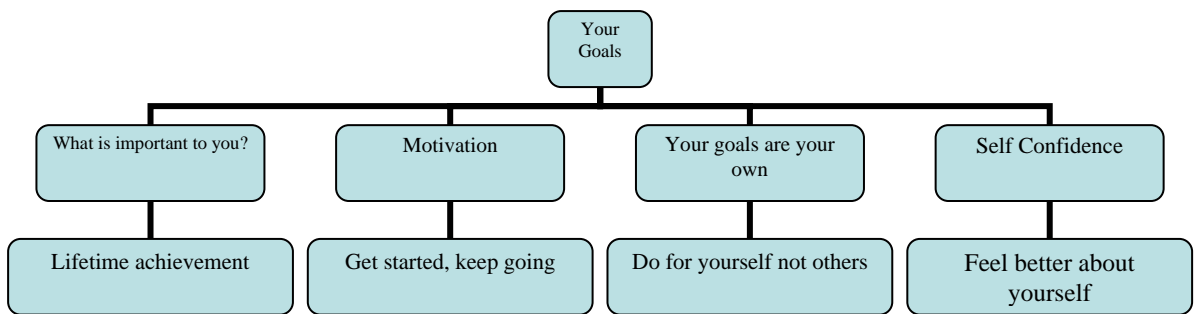 Your
Goals
What is important to you?
Motivation
Your goals are your
own
Self Confidence
Lifetime achievement
Get started, keep going
Do for yourself not others
Feel better about
yourself